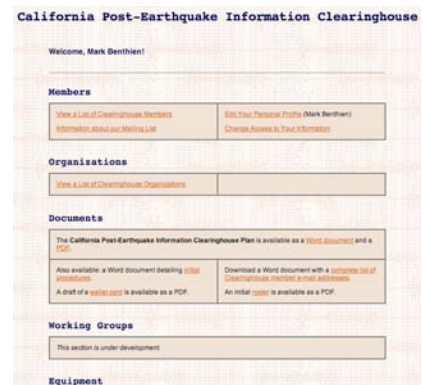 California Post-Earthquake Information Clearinghouse
Welcome, Mark Benthien!
Members
View a List of Clearinghouse Members
Edit Your Personal Profile (Mark Benthien)
Information about our Mailing List
Change Access to Your Information
Organizations
View a List of Clearinghouse Organizations
Documents
The California Post-Earthquake Information Clearinghouse Plan is available as a Word document and a
PDF.
Also available: a Word document detailing initial
procedures.
A draft of a wallet card is available as a PDF.
Download a Word document with a complete list of
Clearinghouse member e-mail addresses.
An initial roster is available as a PDF.
Working Groups
This section is under development.
Equipment